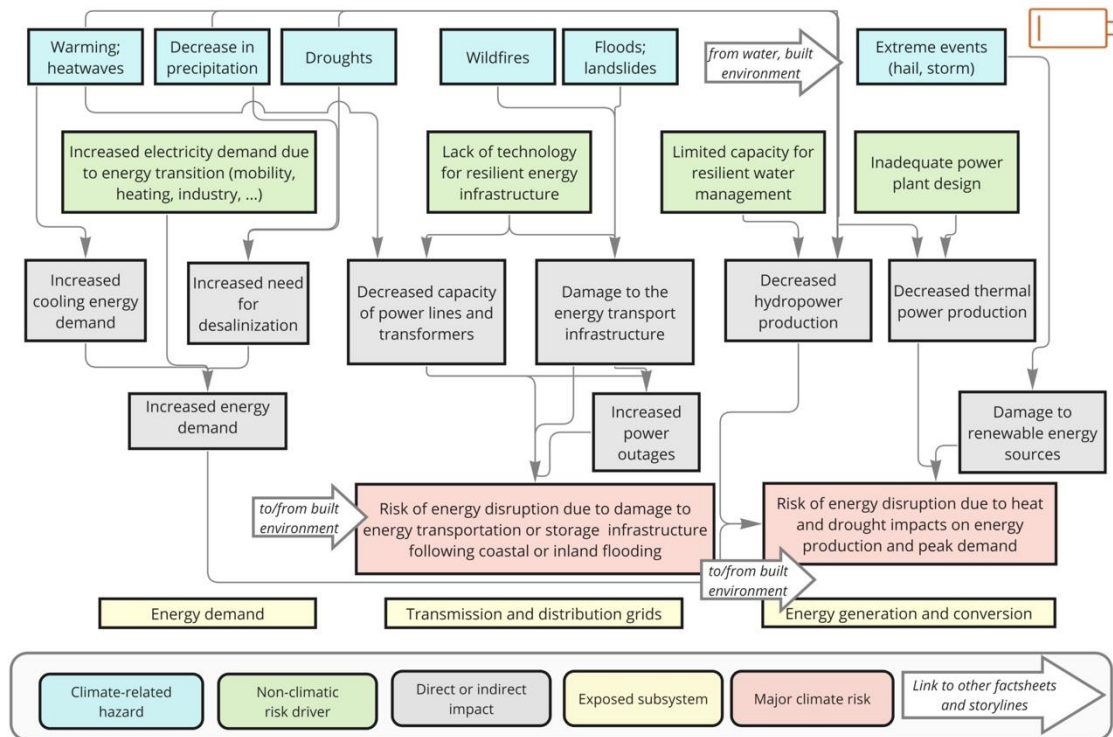 Warming;
heatwaves
Decrease in
precipitation
Droughts
Wildfires
Floods;
landslides
from water, built
environment
Extreme events
(hail, storm)
Increased electricity demand due
to energy transition (mobility,
heating, industry, ...)
Lack of technology
for resilient energy
infrastructure
Limited capacity for
resilient water
management
Inadequate power
plant design
Increased
cooling energy
demand
Increased need
for
desalinization
Decreased capacity
of power lines and
transformers
Damage to the
energy transport
infrastructure
Decreased
hydropower
production
Decreased thermal
power production
Increased energy
demand
Increased
power
outages
Damage to
renewable energy
sources
to/from built
environment
Risk of energy disruption due to damage to
energy transportation or storage infrastructure
following coastal or inland flooding
Risk of energy disruption due to heat
and drought impacts on energy
production and peak demand
to/from built
environment
Energy demand
Transmission and distribution grids
Energy generation and conversion
Climate-related
hazard
Non-climatic
risk driver
Direct or indirect
impact
Exposed subsystem
Major climate risk
Link to other factsheets
and storylines